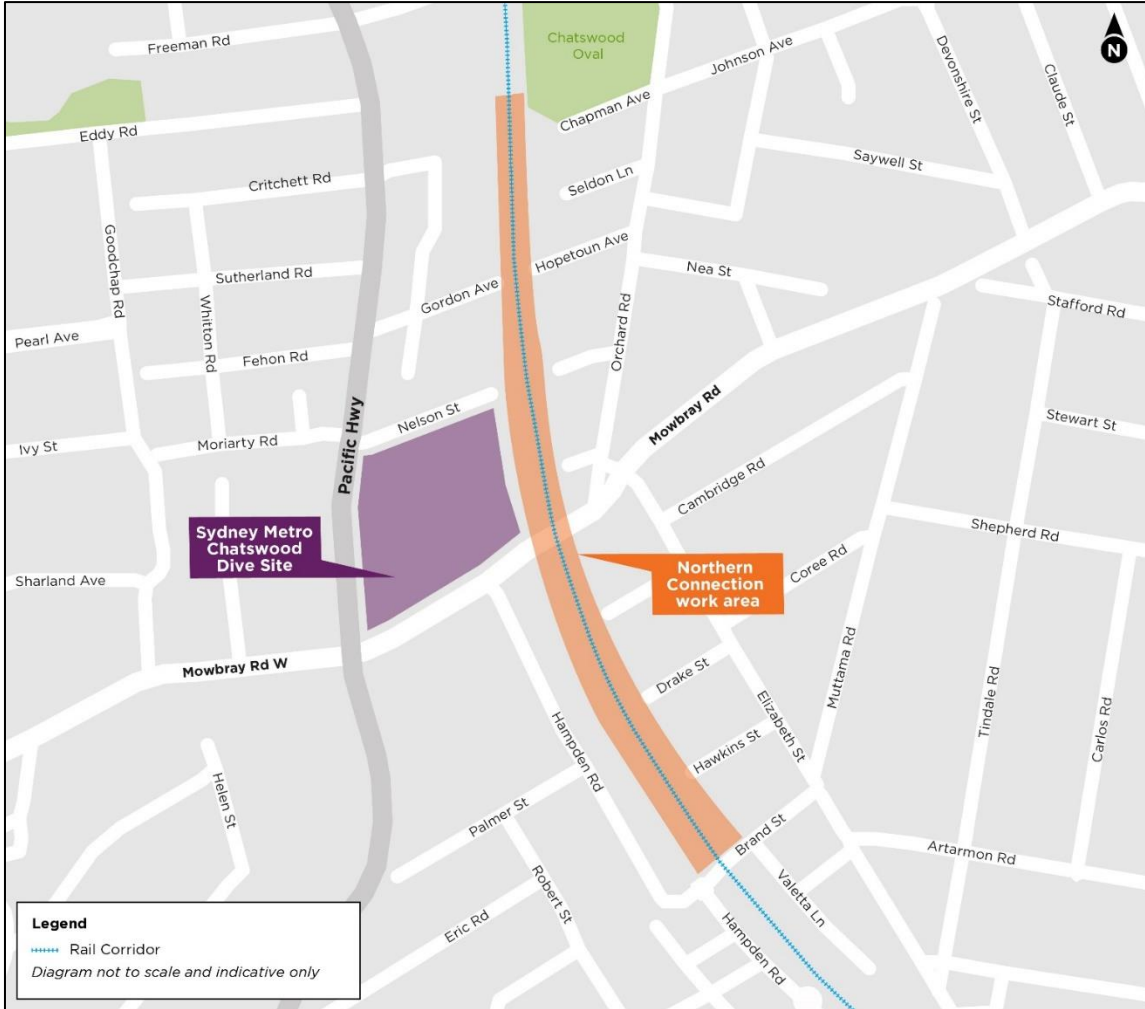 Freeman Rd
Chatswood
Oval
Johnson Ave
Devonshire St
Claude St
N
Chapman Ave
Eddy Rd
Saywell St
Critchett Rd
Seldon Ln
Goodchap Rd
Hopetoun Ave
Sutherland Rd
Gordon Ave
Nea St
Whitton Rd
Stafford Rd
Pearl Ave
Fehon Rd
Orchard Rd
Mowbray Rd
Nelson St
Stewart St
Ivy St
Moriarty Rd
Pacific Hwy
Cambridge Rd
Sydney Metro
Chatswood
Dive Site
Shepherd Rd
Sharland Ave
Northern
Connection
work area
Coree Rd
Muttama Rd
Mowbray Rd W
Drake St
Elizabeth St
Tindale Rd
Carlos Rd
Hampden Rd
Hawkins St
Helen St
Palmer St
Brand St
Artarmon Rd
Robert St
Valetta Ln
Eric Rd
Hampden Rd
Legend
Rail Corridor
Diagram not to scale and indicative only